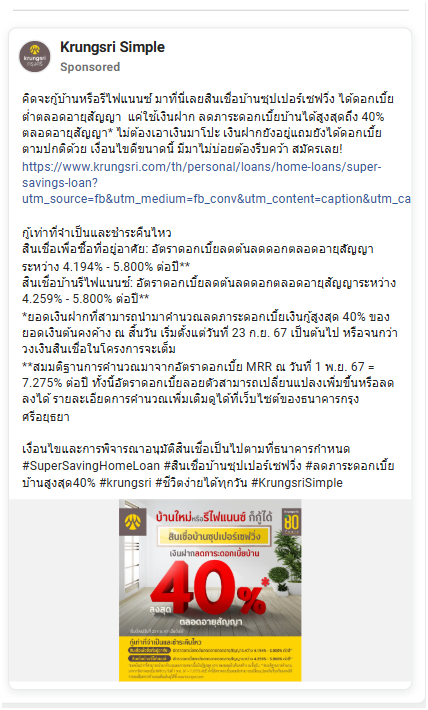 Krungsri Simple
Sponsored
krungsri
กรุงศรี
คิดจะกู้บ้านหรือรีไฟแนนซ์ มาที่นี่เลยสินเชื่อบ้านซุปเปอร์เซฟวิ่ง ได้ดอกเบี้ย
ต่ำตลอดอายุสัญญา แค่ใช้เงินฝาก ลดภาระดอกเบี้ยบ้านได้สูงสุดถึง 40%
ตลอดอายุสัญญา* ไม่ต้องเอาเงินมาโปะ เงินฝากยังอยู่แถมยังได้ดอกเบี้ย
ตามปกติด้วย เงื่อนไขดีขนาดนี้ มีมาไม่บ่อยต้องรีบคว้า สมัครเลย!
https://www.krungsri.com/th/personal/loans/home-loans/super-
savings-loan?
utm_source=fb&utm_medium=fb_conv&utm_content=caption&utm_ca
กู้เท่าที่จำเป็นและชำระคืนไหว
สินเชื่อเพื่อซื้อที่อยู่อาศัย: อัตราดอกเบี้ยลดต้นลดดอกตลอดอายุสัญญา
ระหว่าง 4.194% - 5.800% ต่อปี**
สินเชื่อบ้านรีไฟแนนซ์: อัตราดอกเบี้ยลดต้นลดดอกตลอดอายุสัญญาระหว่าง
4.259% - 5.800% ต่อปี**
*ยอดเงินฝากที่สามารถนำมาคำนวณลดภาระดอกเบี้ยเงินกู้สูงสุด 40% ของ
ยอดเงินต้นคงค้าง ณ สิ้นวัน เริ่มตั้งแต่วันที่ 23 ก.ย. 67 เป็นต้นไป หรือจนกว่า
วงเงินสินเชื่อในโครงการจะเต็ม
**สมมติฐานการคำนวณมาจากอัตราดอกเบี้ย MRR ณ วันที่ 1 พ.ย. 67 =
7.275% ต่อปี ทั้งนี้อัตราดอกเบี้ยลอยตัวสามารถเปลี่ยนแปลงเพิ่มขึ้นหรือลด
ลงได้ รายละเอียดการคำนวณเพิ่มเติมดูได้ที่เว็บไซต์ของธนาคารกรุง
ศรีอยุธยา
เงื่อนไขและการพิจารณาอนุมัติสินเชื่อเป็นไปตามที่ธนาคารกำหนด
#SuperSavingHomeLoan #สินเชื่อบ้านซุปเปอร์เซฟวิ่ง #ลดภาระดอกเบี้ย
บ้านสูงสุด40% #krungsri #ชีวิตง่ายได้ทุกวัน #KrungsriSimple
บ้านใหม่หรือรีไฟแนนซ์ ก็กู้ได้
สินเชื่อบ้านซุปเปอร์เซฟวิ่ง
เงินฝากลดภาระดอกเบี้ยบ้าน
สูงสุด 40%*
ตลอดอายุสัญญา
กู้เท่าที่จำเป็นและชำระคืนไหว